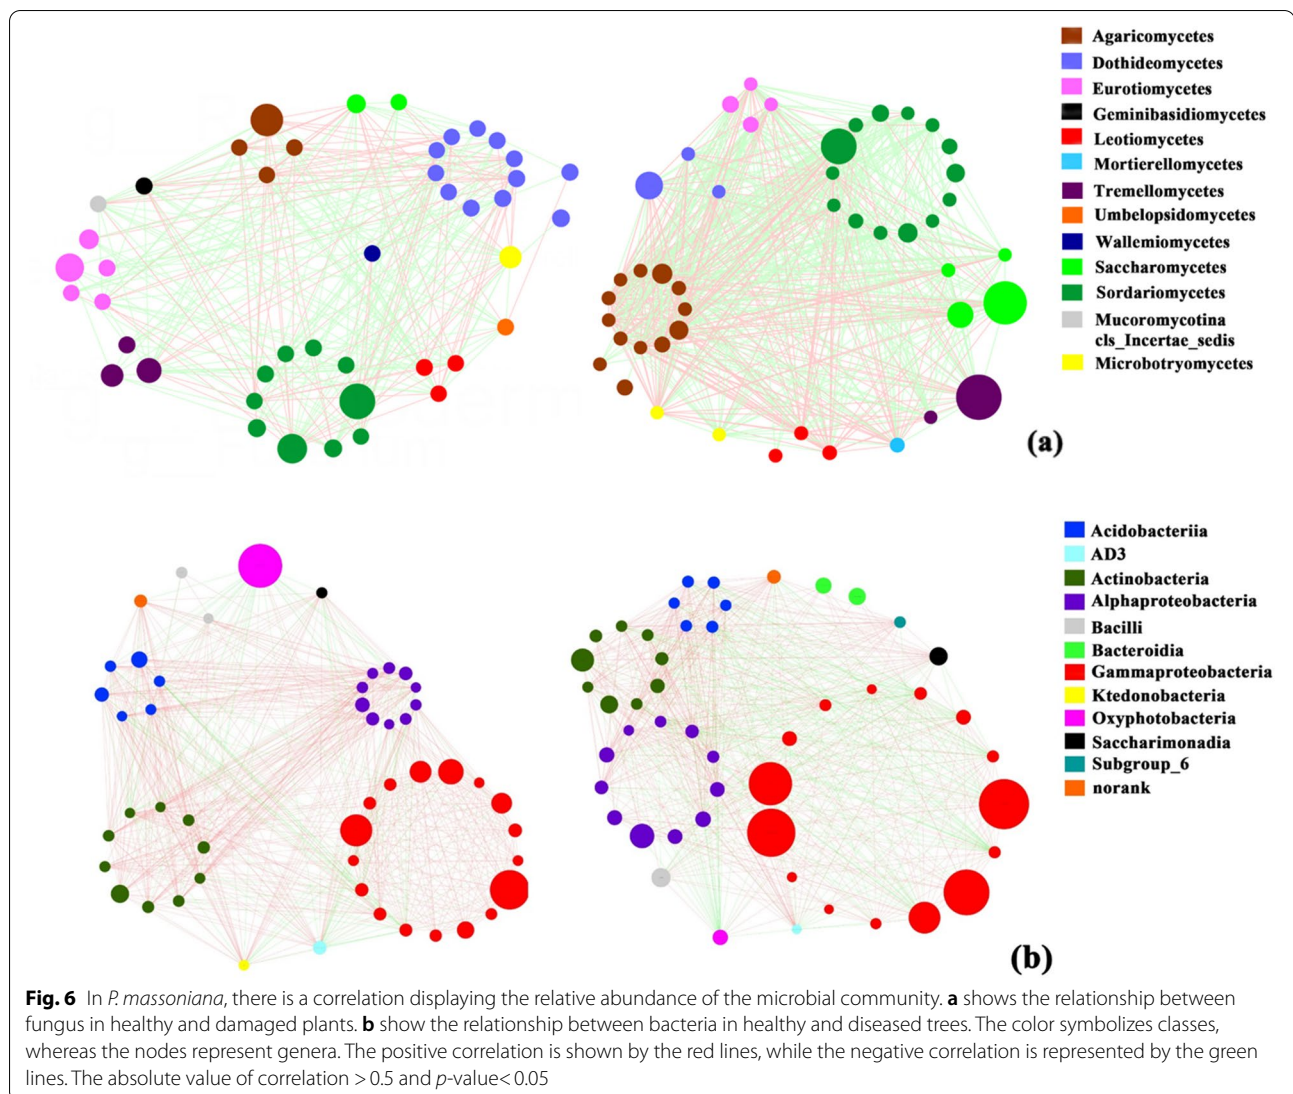 Agaricomycetes
Dothideomycetes
Eurotiomycetes
Geminibasidiomycetes
Leotiomycetes
Mortierellomycetes
Tremellomycetes
Umbelopsidomycetes
Wallemiomycetes
Saccharomycetes
Sordariomycetes
Mucoromycotina
cls_Incertae_sedis
Microbotryomycetes
(a)
Acidobacteriia
AD3
Actinobacteria
Alphaproteobacteria
Bacilli
Bacteroidia
Gammaproteobacteria
Ktedonobacteria
Oxyphotobacteria
Saccharimonadia
Subgroup_6
norank
(b)
Fig. 6 In P. massoniana, there is a correlation displaying the relative abundance of the microbial community. a shows the relationship between
fungus in healthy and damaged plants. b show the relationship between bacteria in healthy and diseased trees. The color symbolizes classes,
whereas the nodes represent genera. The positive correlation is shown by the red lines, while the negative correlation is represented by the green
lines. The absolute value of correlation > 0.5 and p-value< 0.05